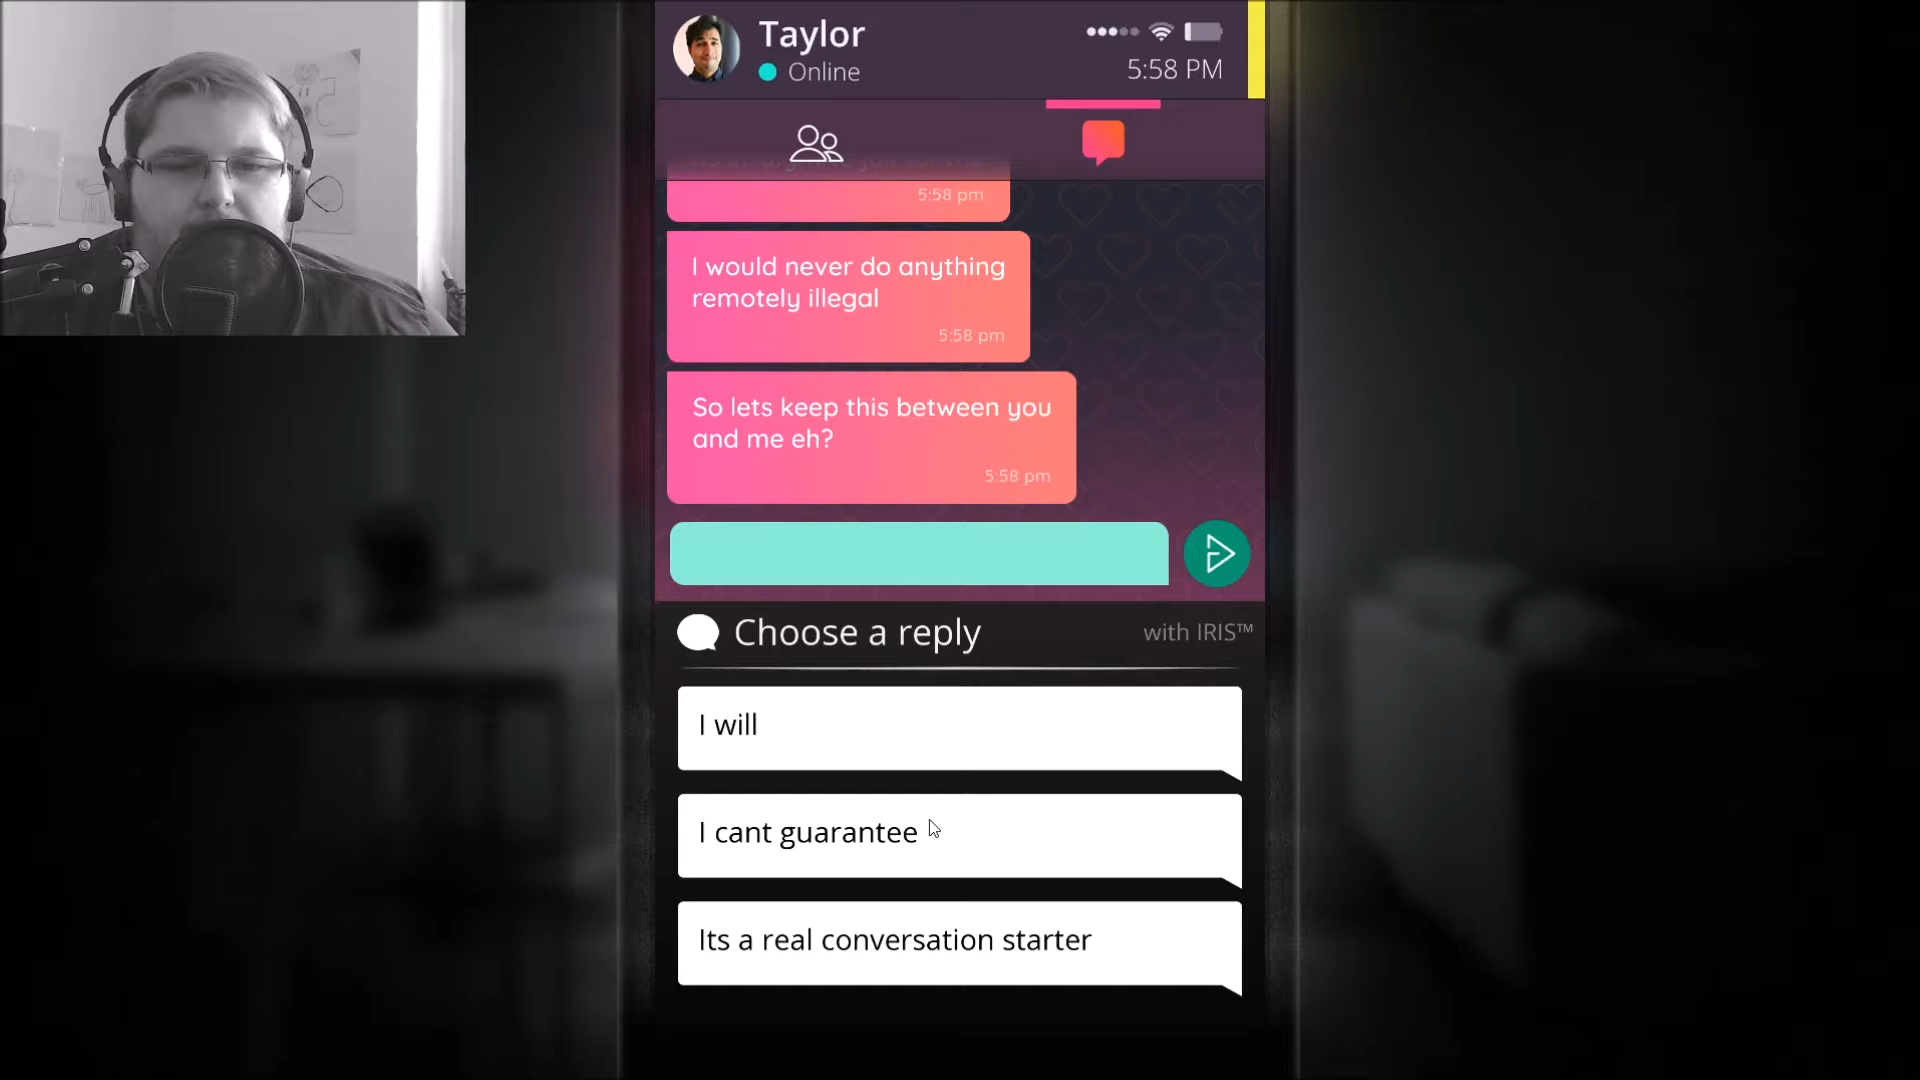 Taylor
Online
5:58 PM
5:58 pm
I would never do anything
remotely illegal
5:58 pm
So lets keep this between you
and me eh?
5:58 pm
Choose a reply
with IRIS™
I will
I cant guarantee
Its a real conversation starter